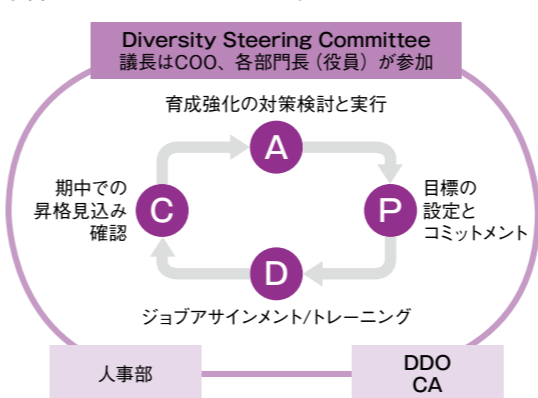 Diversity Steering Committee
議長はCOO、各部門長（役員）が参加
育成強化の対策検討と実行
A
期中での
昇格見込み
確認
C
P
目標の
設定と
コミットメント
D
ジョブアサインメント/トレーニング
人事部
DDO
CA